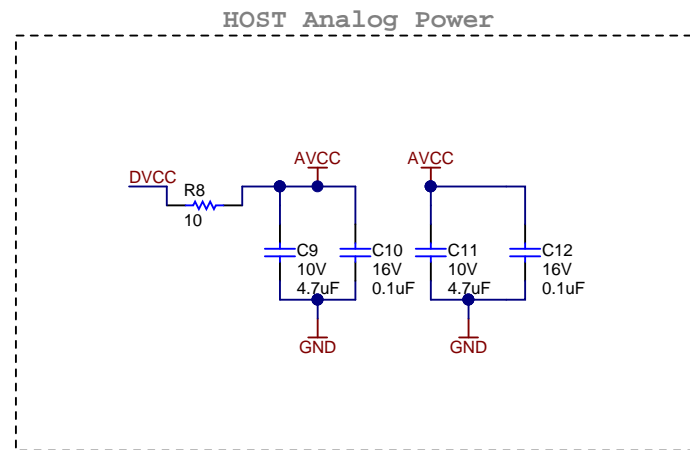 HOST Analog Power
AVCC
AVCC
DVCC
R8
10
C9
10V
4.7uF
C10
16V
0.1uF
C11
10V
4.7uF
C12
16V
0.1uF
GND
GND